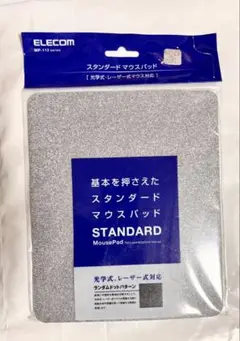 ELECOM
MP-113 series
スタンダードマウスパッド
[ 光学式・レーザー式マウス対応 ]
基本を押さえた
スタンダード
マウスパッド
STANDARD
MousePad
光学式、レーザー式対応
ランダムドットパターン